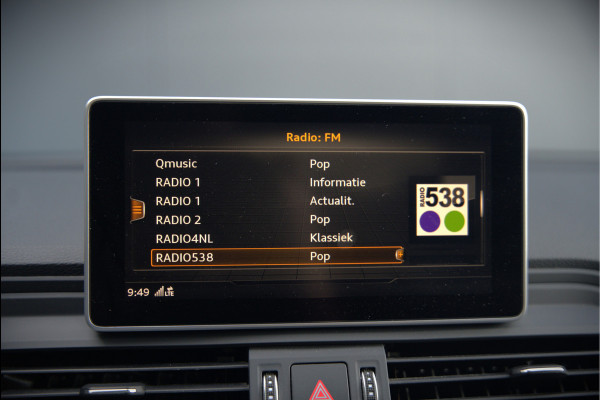 Radio: FM
Qmusic Pop
RADIO 1 Informatie
RADIO 1 Actualit.
RADIO 2 Pop
RADIO4NL Klassiek
RADIO538 Pop
RADIO 538
9:49 LTE